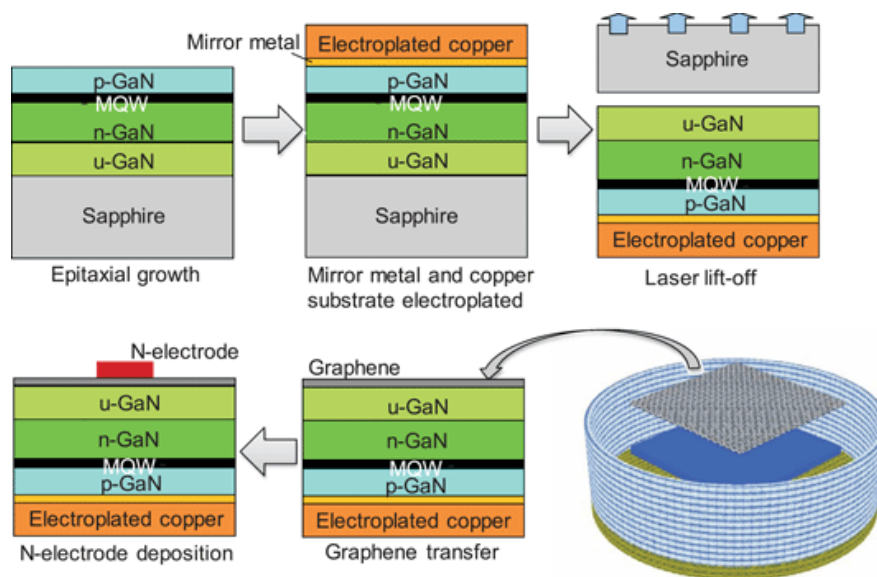 p-GaN
MQW
n-GaN
u-GaN
Sapphire
Epitaxial growth
Mirror metal
Electroplated copper
p-GaN
MQW
n-GaN
u-GaN
Sapphire
Mirror metal and copper
substrate electroplated
Sapphire
u-GaN
n-GaN
MQW
p-GaN
Electroplated copper
Laser lift-off
N-electrode
u-GaN
n-GaN
MQW
p-GaN
Electroplated copper
N-electrode deposition
Graphene
u-GaN
n-GaN
MQW
p-GaN
Electroplated copper
Graphene transfer